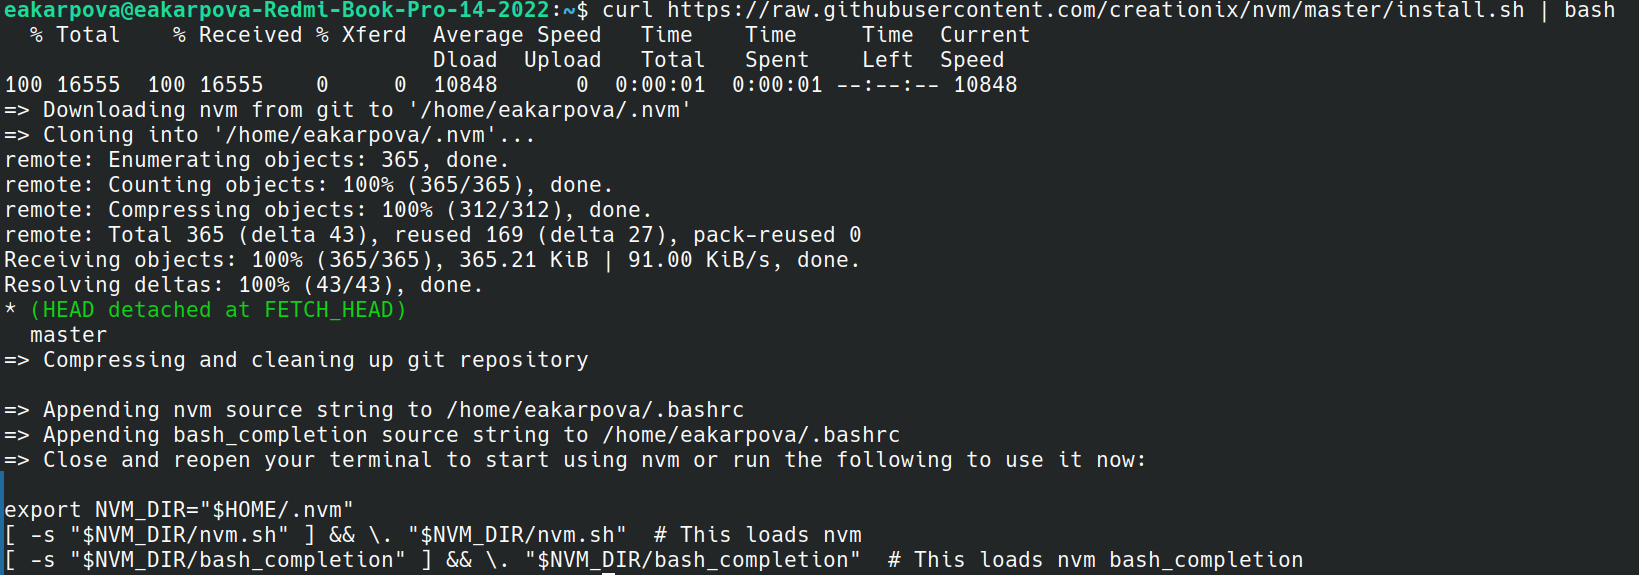 eakarpova@eakarpova-Redmi-Book-Pro-14-2022:~$ curl https://raw.githubusercontent.com/creationix/nvm/master/install.sh | bash
  % Total    % Received % Xferd  Average Speed   Time    Time     Time  Current
                                 Dload  Upload   Total   Spent    Left  Speed
100 16555  100 16555    0     0  10848      0  0:00:01  0:00:01 --:--:-- 10848
=> Downloading nvm from git to '/home/eakarpova/.nvm'
=> Cloning into '/home/eakarpova/.nvm'...
remote: Enumerating objects: 365, done.
remote: Counting objects: 100% (365/365), done.
remote: Compressing objects: 100% (312/312), done.
remote: Total 365 (delta 43), reused 169 (delta 27), pack-reused 0
Receiving objects: 100% (365/365), 365.21 KiB | 91.00 KiB/s, done.
Resolving deltas: 100% (43/43), done.
* (HEAD detached at FETCH_HEAD)
  master
=> Compressing and cleaning up git repository

=> Appending nvm source string to /home/eakarpova/.bashrc
=> Appending bash_completion source string to /home/eakarpova/.bashrc
=> Close and reopen your terminal to start using nvm or run the following to use it now:

export NVM_DIR="$HOME/.nvm"
[ -s "$NVM_DIR/nvm.sh" ] && \. "$NVM_DIR/nvm.sh"  # This loads nvm
[ -s "$NVM_DIR/bash_completion" ] && \. "$NVM_DIR/bash_completion"  # This loads nvm bash_completion